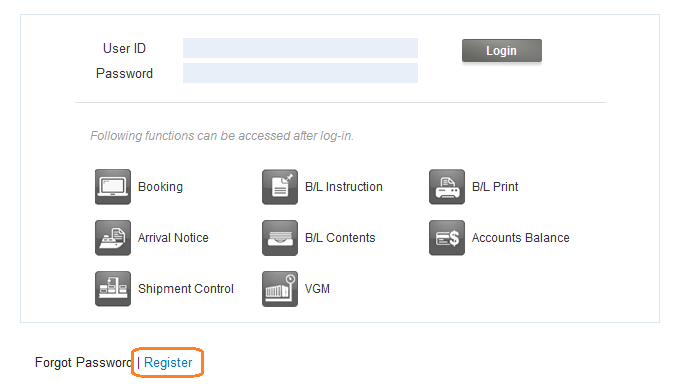 User ID
Login
Password
Following functions can be accessed after log-in.
Booking
B/L Instruction
B/L Print
Arrival Notice
B/L Contents
Accounts Balance
Shipment Control
VGM
Forgot Password | Register